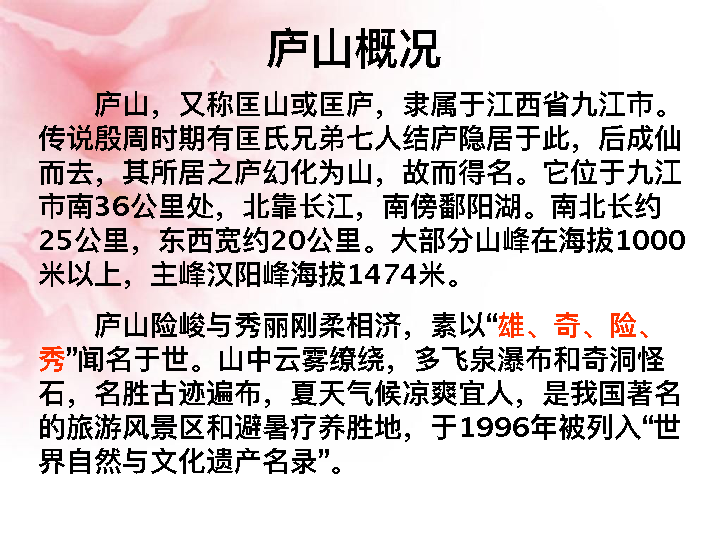 庐山概况
庐山，又称匡山或匡庐，隶属于江西省九江市。
传说殷周时期有匡氏兄弟七人结庐隐居于此，后成仙
而去，其所居之庐幻化为山，故而得名。它位于九江
市南36公里处，北靠长江，南傍鄱阳湖。南北长约
25公里，东西宽约20公里。大部分山峰在海拔1000
米以上，主峰汉阳峰海拔1474米。
庐山险峻与秀丽刚柔相济，素以“雄、奇、险、
秀”闻名于世。山中云雾缭绕，多飞泉瀑布和奇洞怪
石，名胜古迹遍布，夏天气候凉爽宜人，是我国著名
的旅游风景区和避暑疗养胜地，于1996年被列入“世
界自然与文化遗产名录”。